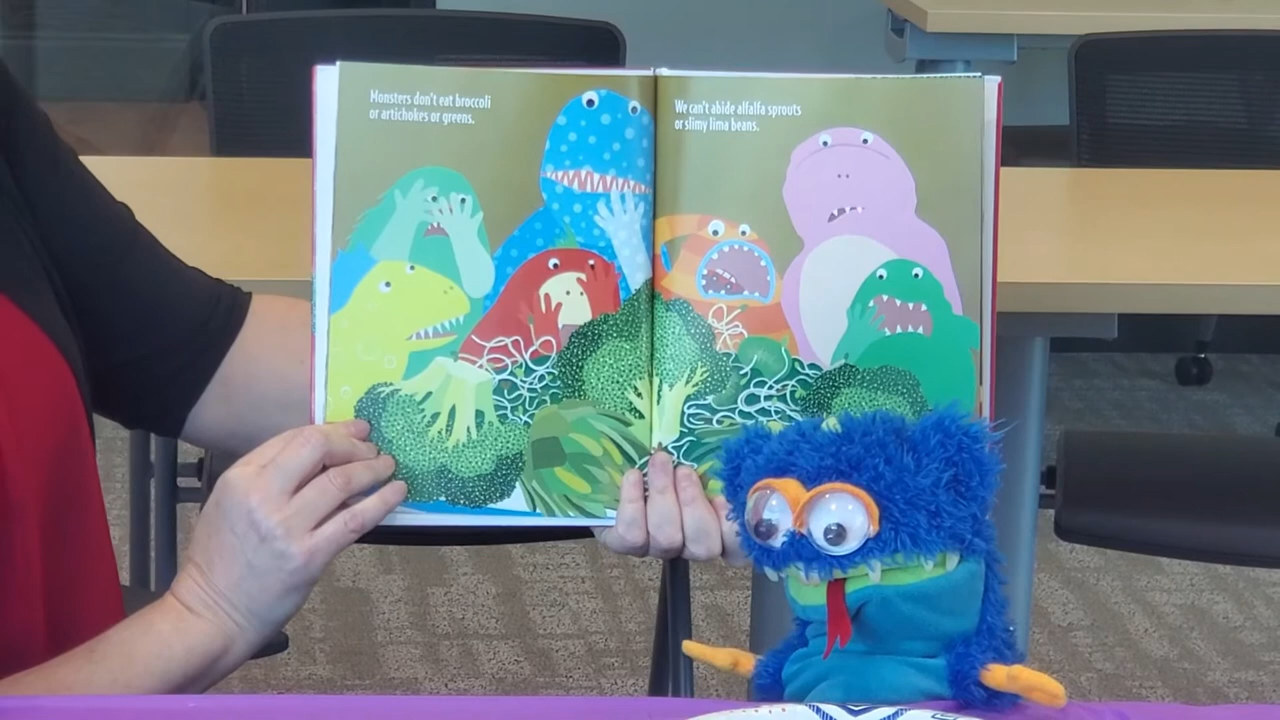 Monsters don't eat broccoli
or artichokes or greens.
We can't abide alfalfa sprouts
or slimy lima beans.